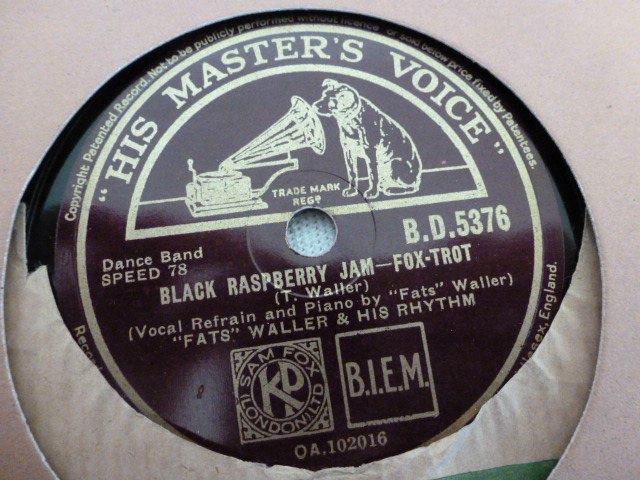 Copyright Patented Record. Not to be publicly performed without licence or sold below price fixed by Patentees.
"HIS MASTER'S VOICE"
TRADE MARK
REGD
Dance Band
SPEED 78
B.D.5376
BLACK RASPBERRY JAM—FOX-TROT
(T. Waller)
(Vocal Refrain and Piano by "Fats" Waller)
"FATS" WALLER & HIS RHYTHM
SAM FOX
KP
(LONDON) LTD
B.I.E.M.
OA.102016
England.